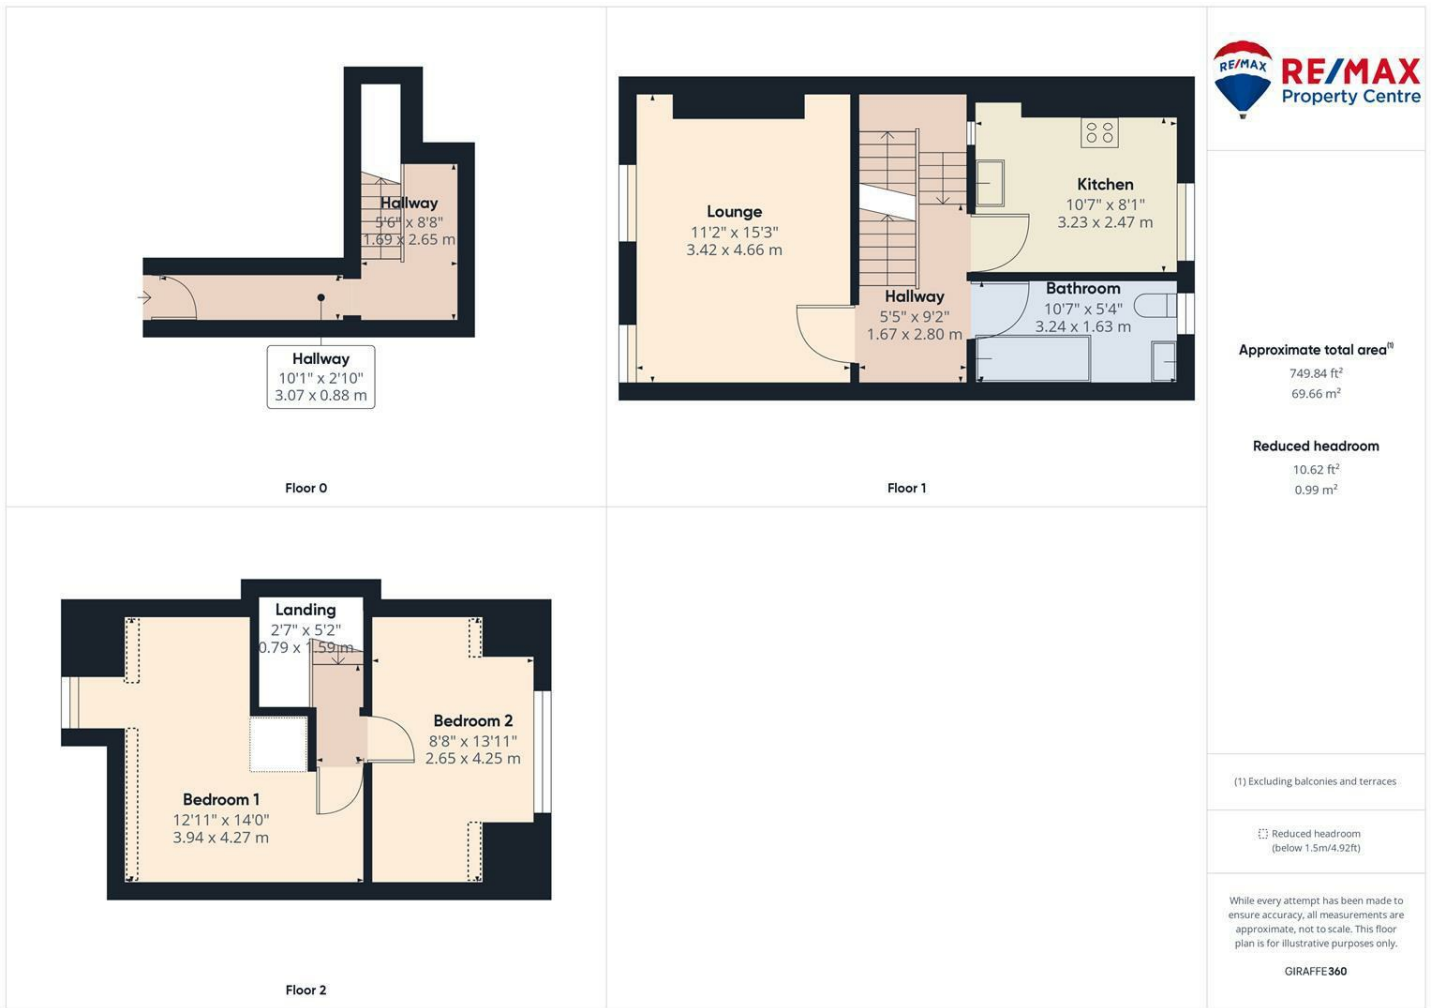 Hallway
5'6" x 8'8"
1.69 x 2.65 m
Hallway
10'1" x 2'10"
3.07 x 0.88 m
Floor 0
Lounge
11'2" x 15'3"
3.42 x 4.66 m
Hallway
5'5" x 9'2"
1.67 x 2.80 m
Kitchen
10'7" x 8'1"
3.23 x 2.47 m
Bathroom
10'7" x 5'4"
3.24 x 1.63 m
Floor 1
Landing
2'7" x 5'2"
0.79 x 1.59 m
Bedroom 1
12'11" x 14'0"
3.94 x 4.27 m
Bedroom 2
8'8" x 13'11"
2.65 x 4.25 m
Floor 2
RE/MAX
RE/MAX
Property Centre
Approximate total area(1)
749.84 ft²
69.66 m²
Reduced headroom
10.62 ft²
0.99 m²
(1) Excluding balconies and terraces
Reduced headroom
(below 1.5m/4.92ft)
While every attempt has been made to
ensure accuracy, all measurements are
approximate, not to scale. This floor
plan is for illustrative purposes only.
GIRAFFE360